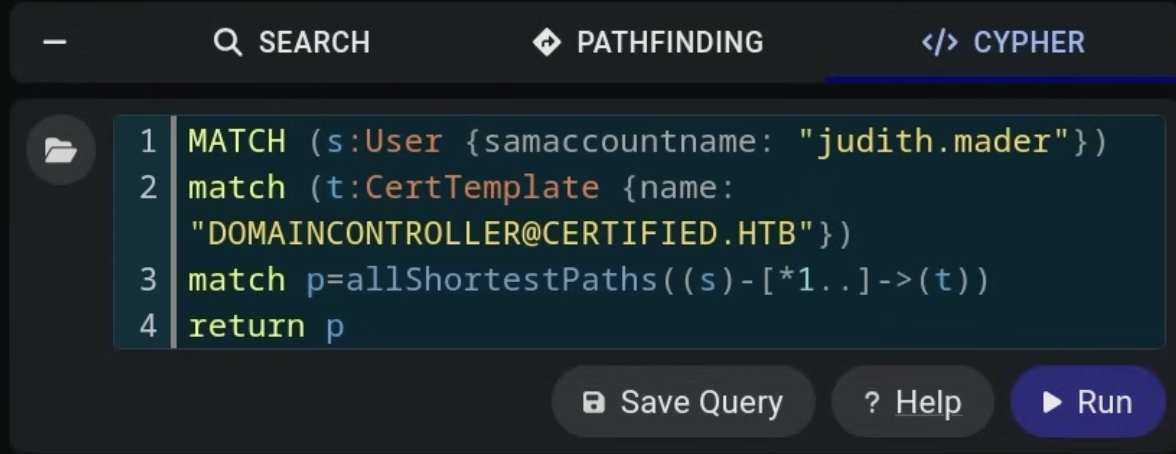 SEARCH
PATHFINDING
</> CYPHER
1 MATCH (s:User {samaccountname: "judith.mader"})
2 match (t:CertTemplate {name:
"DOMAINCONTROLLER@CERTIFIED.HTB"})
3 match p=allShortestPaths((s)-[*1..]->(t))
4 return p
Save Query
? Help
Run